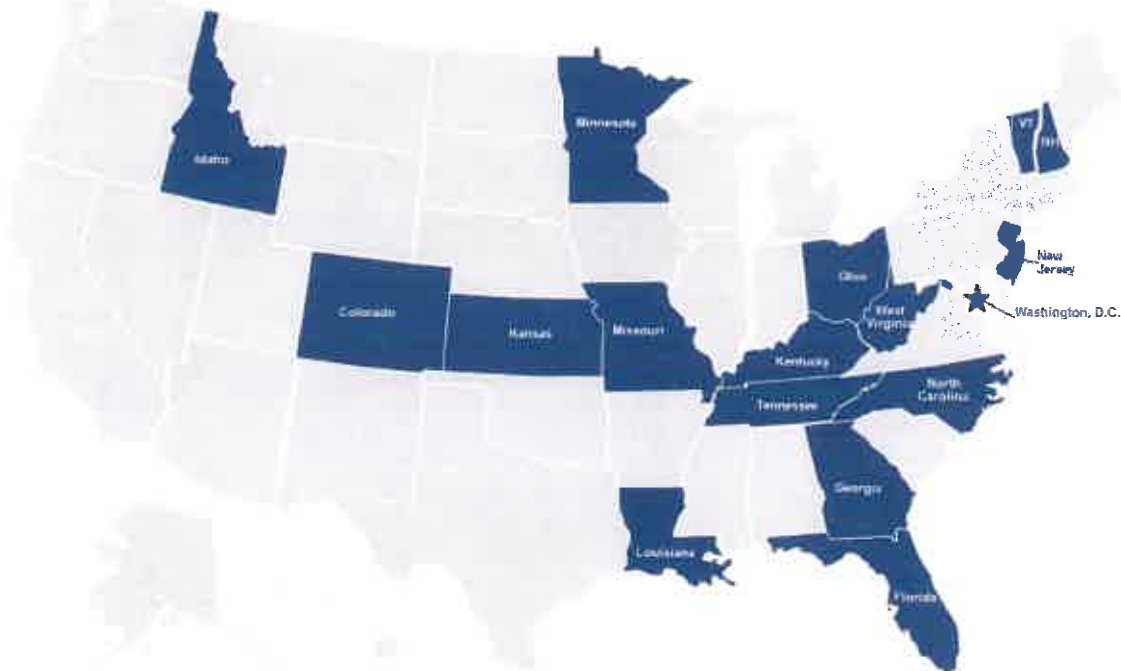 Idaho
Minnesota
VT
NH
New
Jersey
Washington, D.C.
Ohio
West
Virginia
Colorado
Kansas
Missouri
Kentucky
Tennessee
North
Carolina
Georgia
Louisiana
Florida